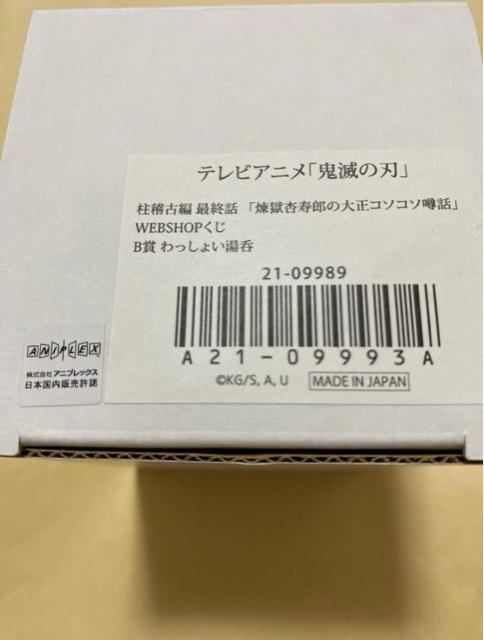 テレビアニメ「鬼滅の刃」
柱稽古編 最終話 「煉獄杏寿郎の大正コソコソ噂話」
WEBSHOPくじ
B賞 わっしょい湯呑
21-09989
A21-09993A
©KG/S, A, U MADE IN JAPAN
ANIPLEX
株式会社 アニプレックス
日本国内販売許諾